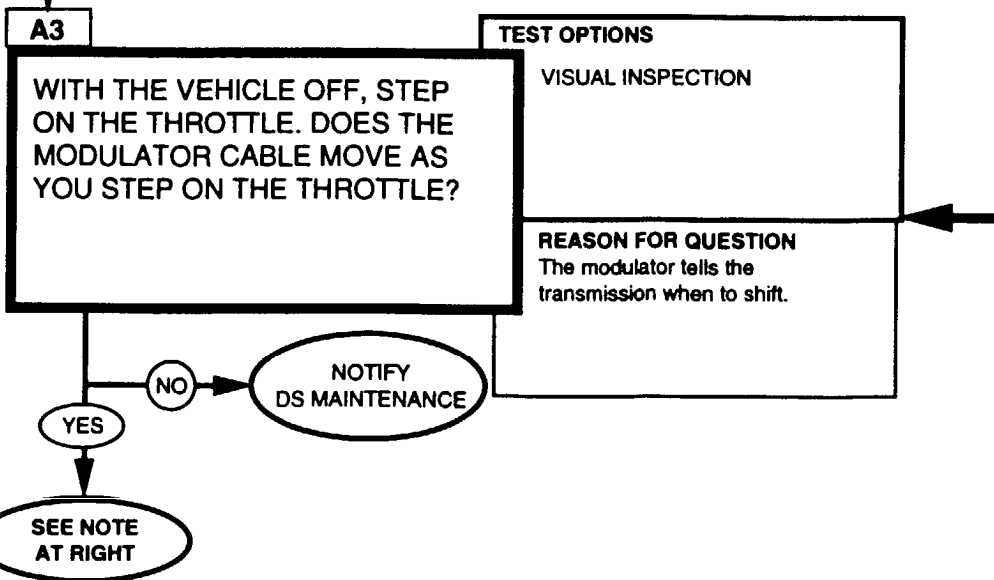 A3
WITH THE VEHICLE OFF, STEP
ON THE THROTTLE. DOES THE
MODULATOR CABLE MOVE AS
YOU STEP ON THE THROTTLE?
TEST OPTIONS
VISUAL INSPECTION
REASON FOR QUESTION
The modulator tells the
transmission when to shift.
NO
NOTIFY
DS MAINTENANCE
YES
SEE NOTE
AT RIGHT